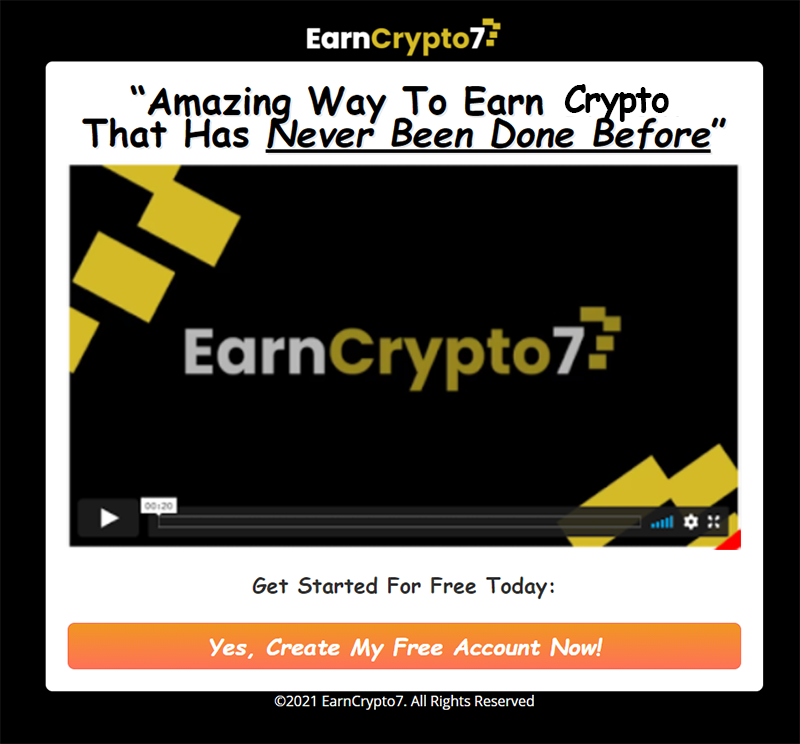 EarnCrypto7
“Amazing Way To Earn Crypto
That Has Never Been Done Before”
EarnCrypto7
00:20
Get Started For Free Today:
Yes, Create My Free Account Now!
©2021 EarnCrypto7. All Rights Reserved